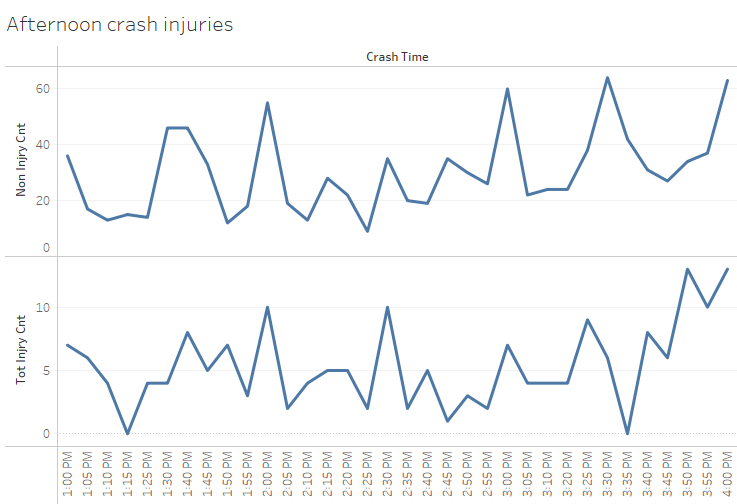 Afternoon crash injuries
Crash Time
Non Injry Cnt
60
40
20
0
Tot Injry Cnt
10
5
0
1:00 PM
1:05 PM
1:10 PM
1:15 PM
1:25 PM
1:30 PM
1:40 PM
1:45 PM
1:50 PM
1:55 PM
2:00 PM
2:05 PM
2:10 PM
2:15 PM
2:20 PM
2:25 PM
2:30 PM
2:35 PM
2:40 PM
2:45 PM
2:50 PM
2:55 PM
3:00 PM
3:05 PM
3:10 PM
3:20 PM
3:25 PM
3:30 PM
3:35 PM
3:40 PM
3:45 PM
3:50 PM
3:55 PM
4:00 PM